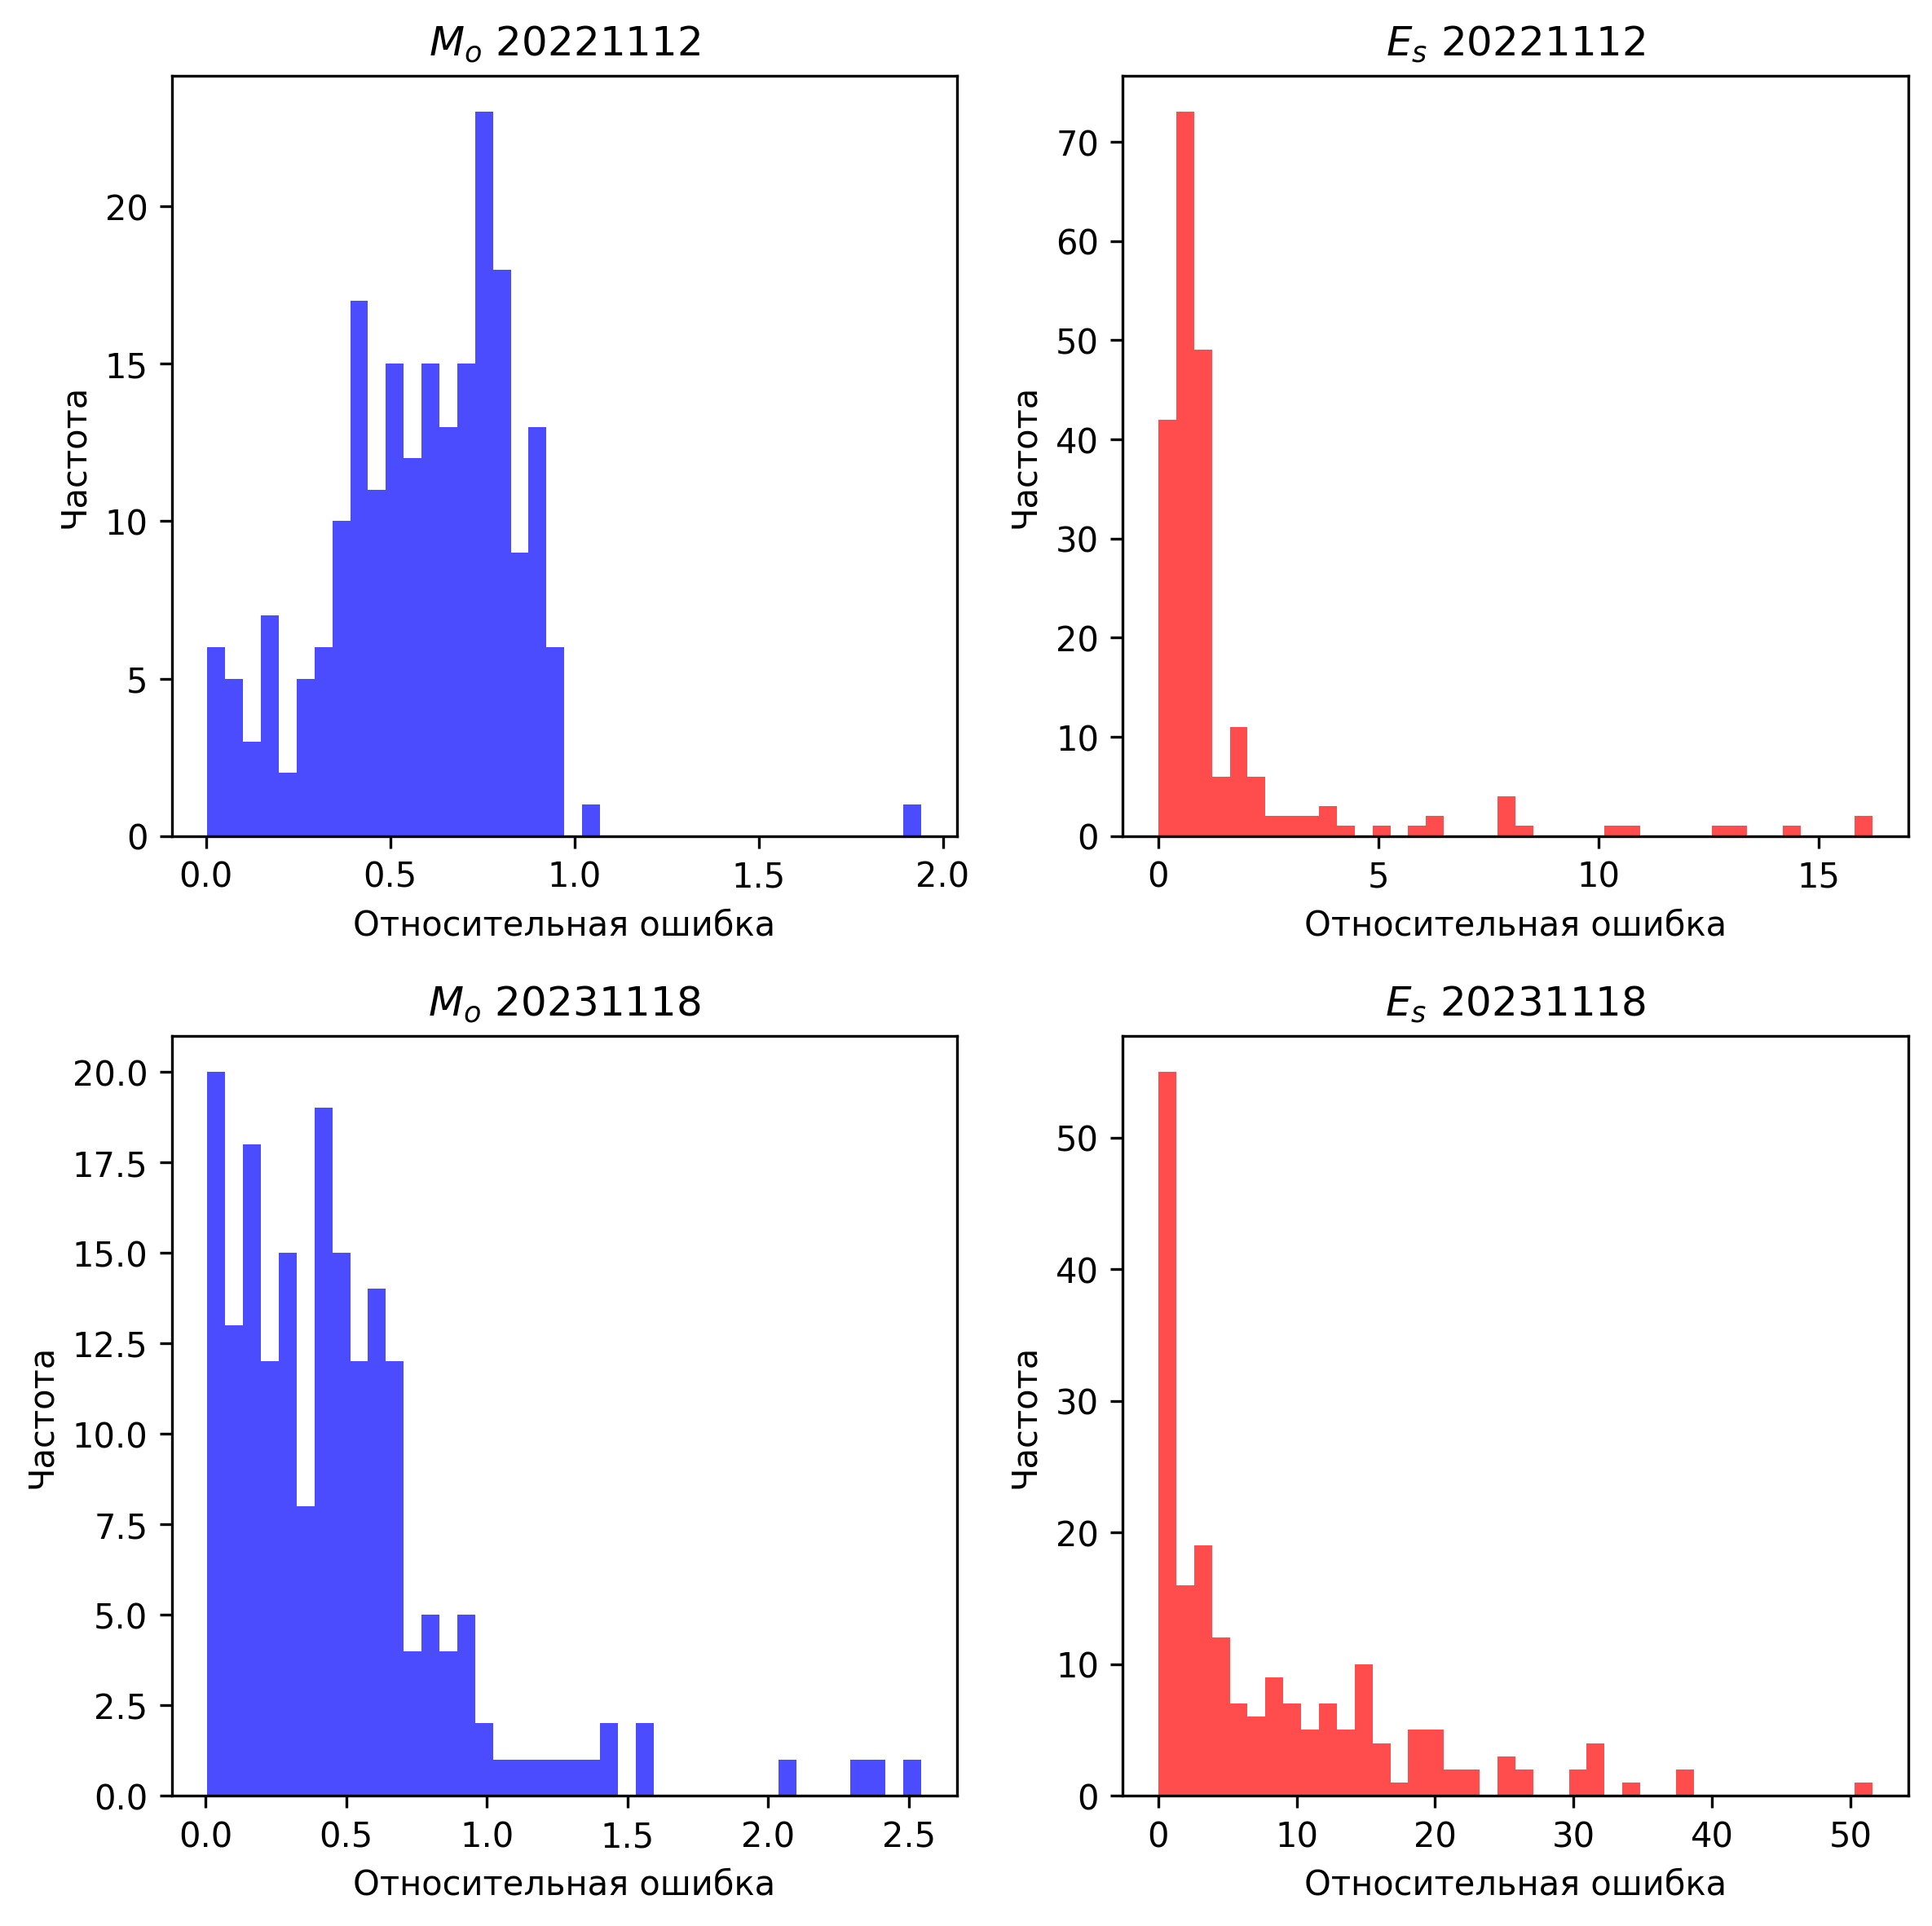 M_o 20221112
Частота
20
15
10
5
0
0.0 0.5 1.0 1.5 2.0
Относительная ошибка
E_s 20221112
Частота
70
60
50
40
30
20
10
0
0 5 10 15
Относительная ошибка
M_o 20231118
Частота
20.0
17.5
15.0
12.5
10.0
7.5
5.0
2.5
0.0
0.0 0.5 1.0 1.5 2.0 2.5
Относительная ошибка
E_s 20231118
Частота
50
40
30
20
10
0
0 10 20 30 40 50
Относительная ошибка